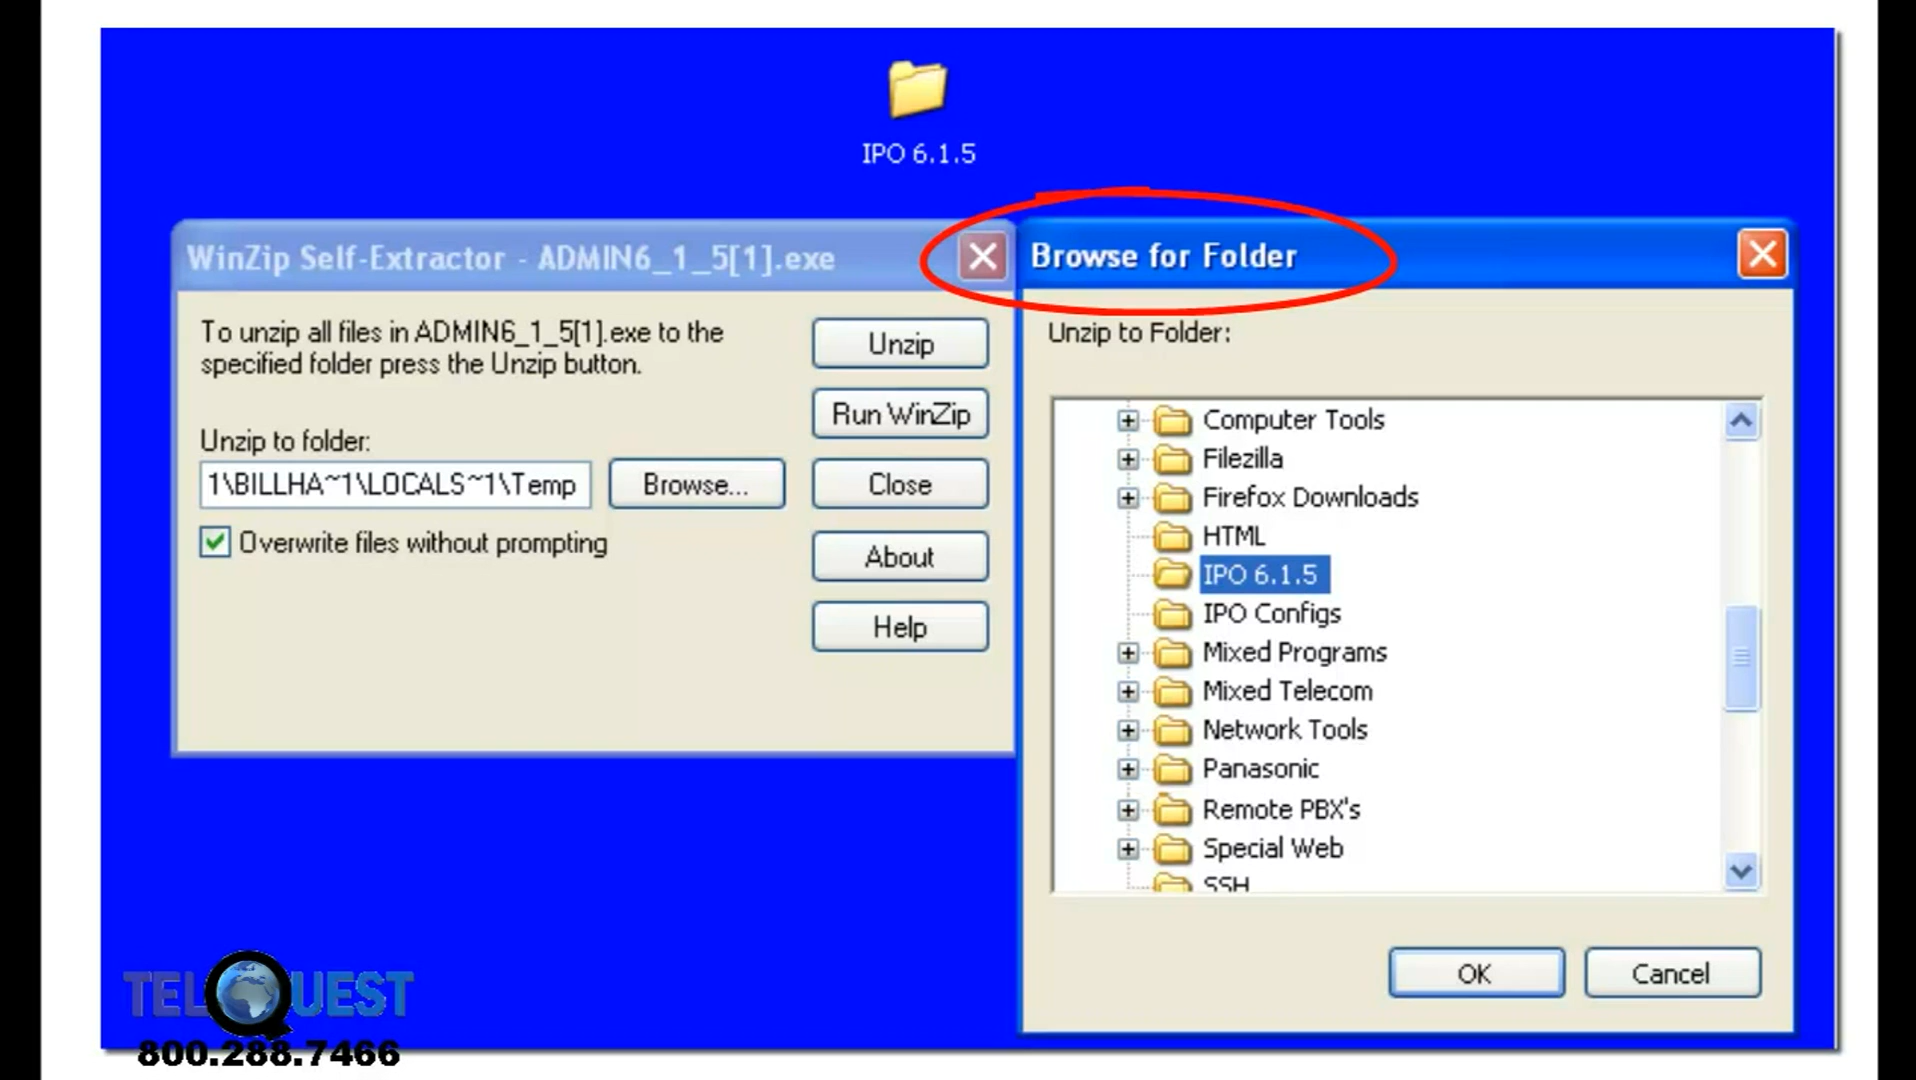 IPO 6.1.5
WinZip Self-Extractor - ADMIN6_1_5[1].exe
To unzip all files in ADMIN6_1_5[1].exe to the
specified folder press the Unzip button.
Unzip to folder:
1\BILLHA~1\LOCALS~1\Temp
Browse...
Overwrite files without prompting
Unzip
Run WinZip
Close
About
Help
Browse for Folder
Unzip to Folder:
Computer Tools
Filezilla
Firefox Downloads
HTML
IPO 6.1.5
IPO Configs
Mixed Programs
Mixed Telecom
Network Tools
Panasonic
Remote PBX's
Special Web
SSH
OK
Cancel
TELQUEST
800.288.7466